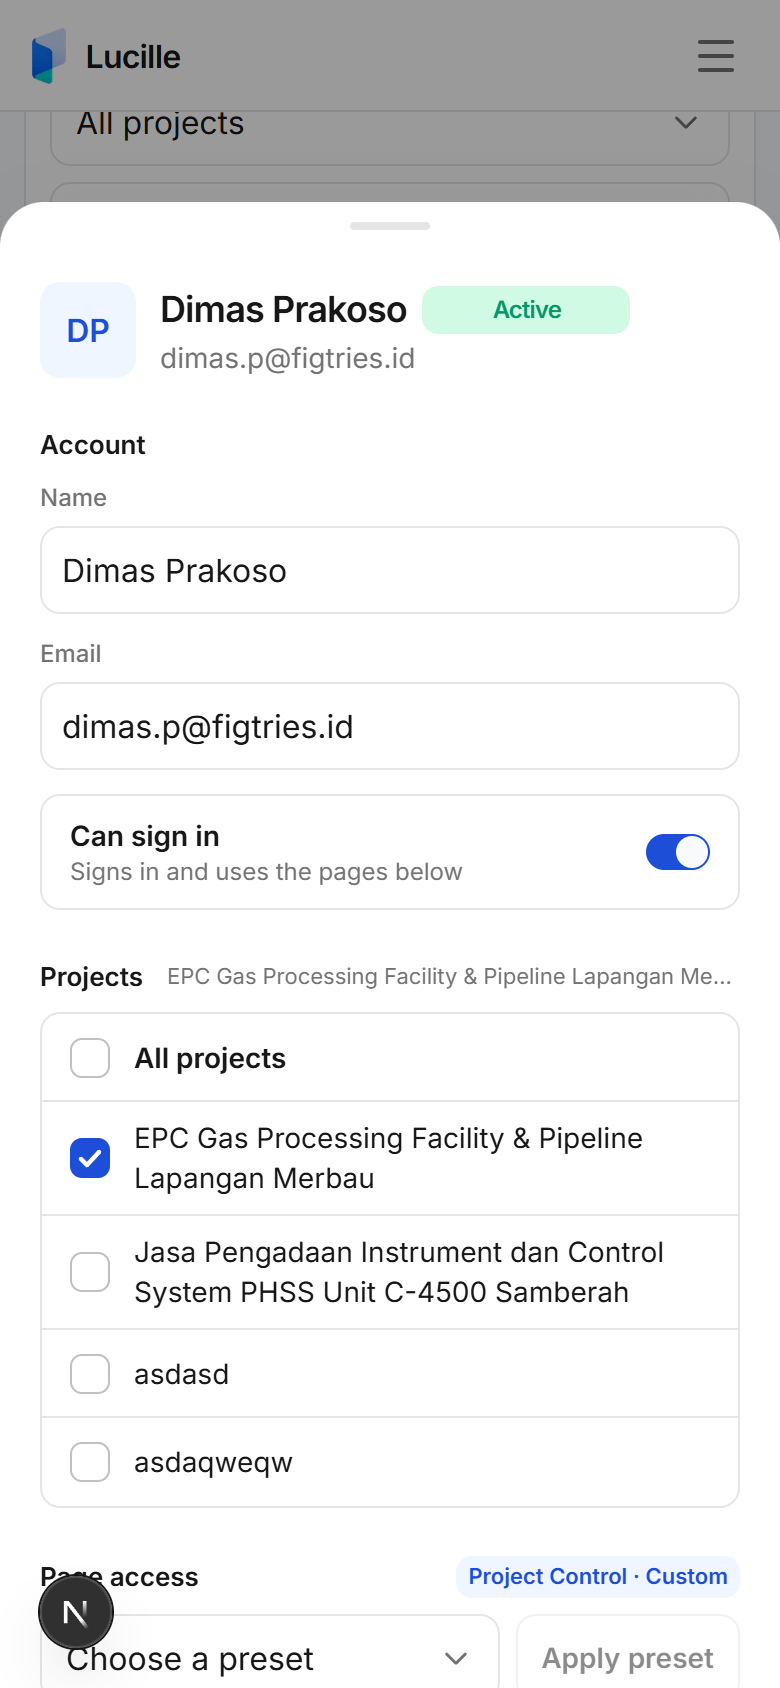 Lucille
All projects
DP
Dimas Prakoso
Active
dimas.p@figtries.id
Account
Name
Dimas Prakoso
Email
dimas.p@figtries.id
Can sign in
Signs in and uses the pages below
Projects
EPC Gas Processing Facility & Pipeline Lapangan Me...
All projects
EPC Gas Processing Facility & Pipeline
Lapangan Merbau
Jasa Pengadaan Instrument dan Control
System PHSS Unit C-4500 Samberah
asdasd
asdaqweqw
Page access
Project Control · Custom
N
Choose a preset
Apply preset